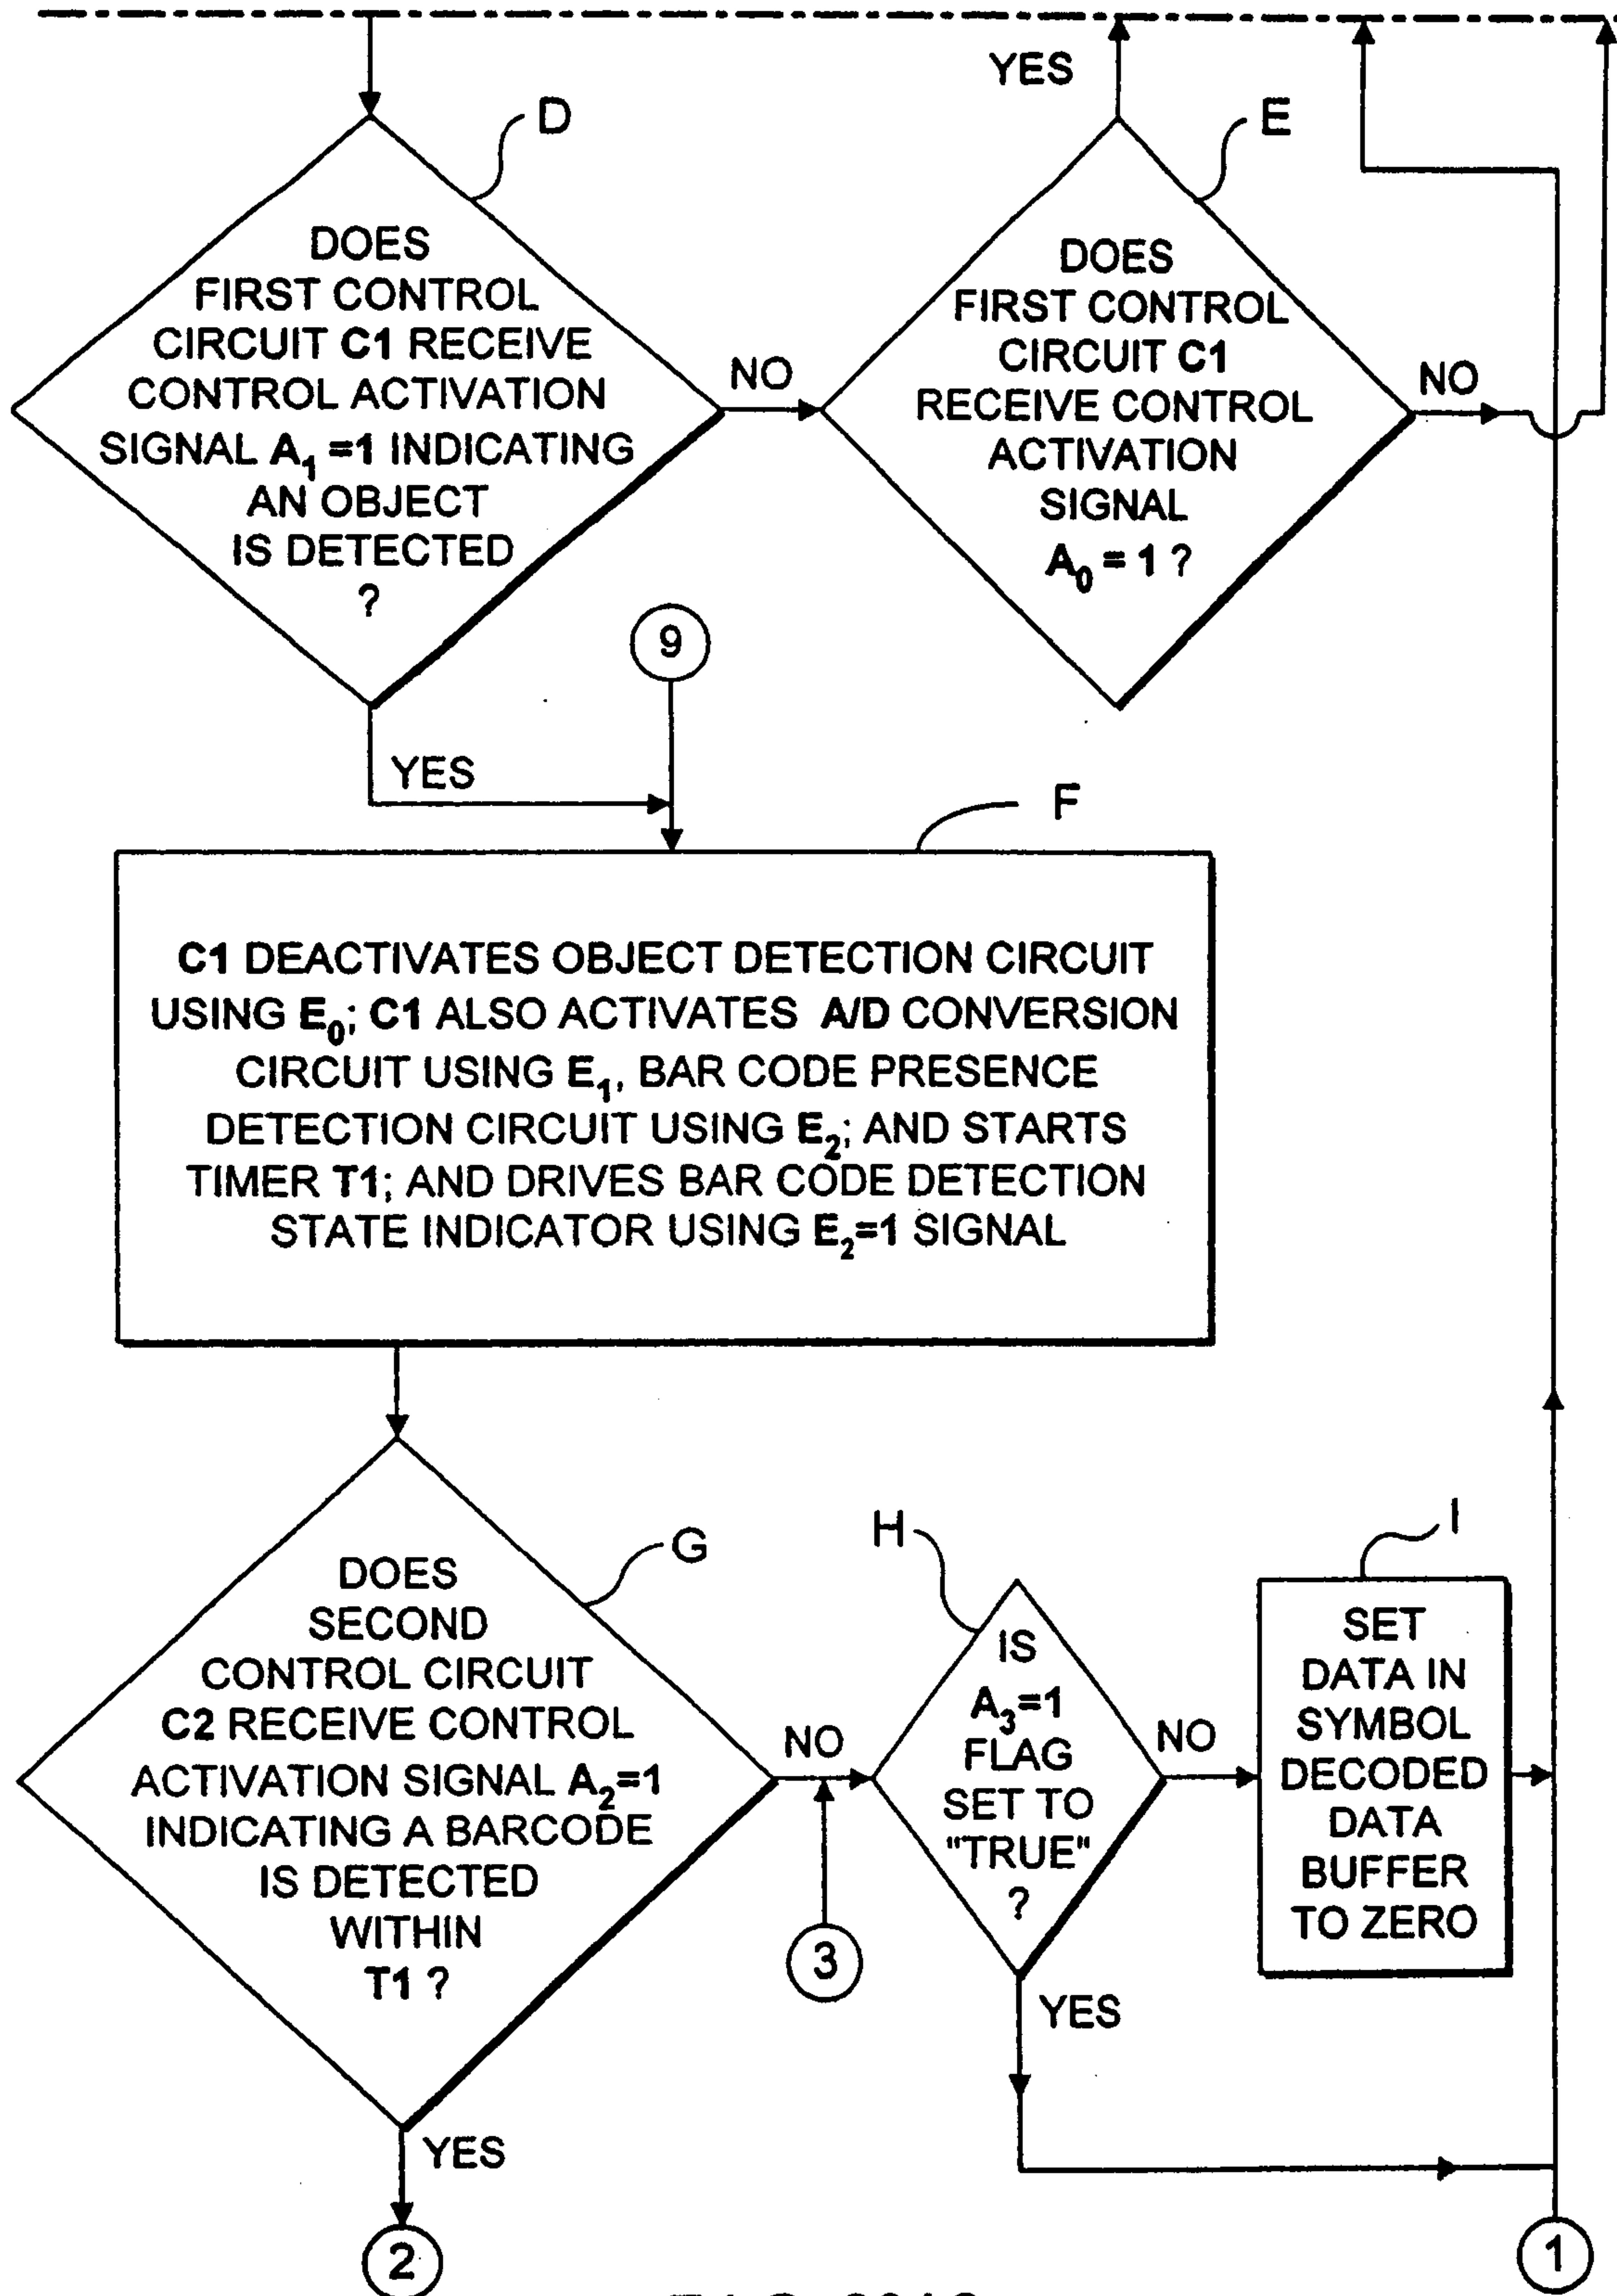 YES
D
E
DOES
FIRST CONTROL
CIRCUIT C1 RECEIVE
CONTROL ACTIVATION
SIGNAL A₁ =1 INDICATING
AN OBJECT
IS DETECTED
?
NO
DOES
FIRST CONTROL
CIRCUIT C1
RECEIVE CONTROL
ACTIVATION
SIGNAL
A₀ = 1 ?
NO
9
YES
F
C1 DEACTIVATES OBJECT DETECTION CIRCUIT
USING E₀; C1 ALSO ACTIVATES A/D CONVERSION
CIRCUIT USING E₁, BAR CODE PRESENCE
DETECTION CIRCUIT USING E₂; AND STARTS
TIMER T1; AND DRIVES BAR CODE DETECTION
STATE INDICATOR USING E₂=1 SIGNAL
G
DOES
SECOND
CONTROL CIRCUIT
C2 RECEIVE CONTROL
ACTIVATION SIGNAL A₂=1
INDICATING A BARCODE
IS DETECTED
WITHIN
T1 ?
NO
3
H
IS
A₃=1
FLAG
SET TO
"TRUE"
?
NO
I
SET
DATA IN
SYMBOL
DECODED
DATA
BUFFER
TO ZERO
YES
YES
2
1